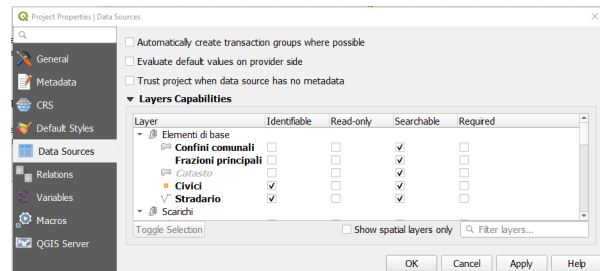 Project Properties | Data Sources
Automatically create transaction groups where possible
Evaluate default values on provider side
Trust project when data source has no metadata
Layers Capabilities
General
Metadata
CRS
Default Styles
Data Sources
Relations
Variables
Macros
QGIS Server
Layer Identifiable Read-only Searchable Required
Elementi di base
Confini comunali
Frazioni principali
Catasto
Civici
Stradario
Scarichi
Toggle Selection Show spatial layers only Filter layers...
OK Cancel Apply Help